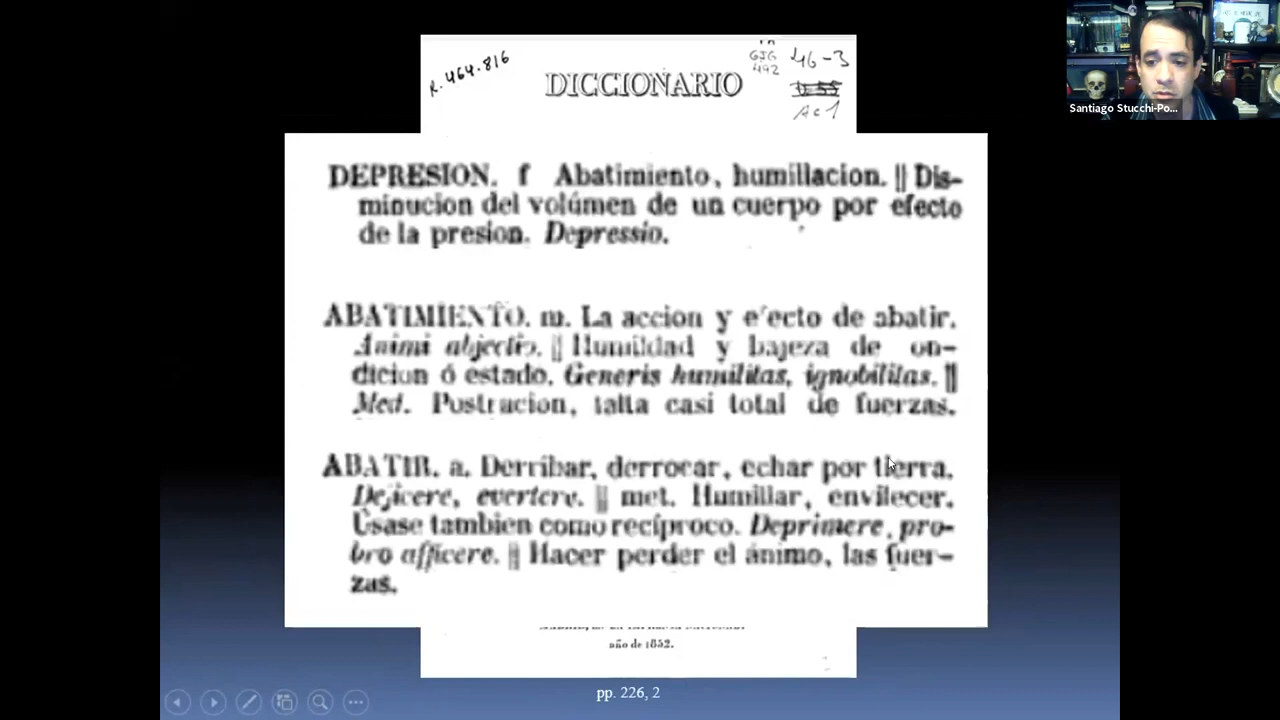 R. 464.816
DICCIONARIO
46-3
DEPRESION. f Abatimiento, humillacion. || Dis-
minucion del volúmen de un cuerpo por efecto
de la presion. Depressio.
ABATIMIENTO. m. La accion y efecto de abatir.
Animi abjectio. || Humildad y bajeza de on-
dicion ó estado. Generis humilitas, ignobilitas. ||
Med. Postracion, falta casi total de fuerzas.
ABATIR. a. Derribar, derrocar, echar por tierra.
Dejicere, evertere. || met. Humillar, envilecer.
Úsase tambien como recíproco. Deprimere, pro-
bro afficere. || Hacer perder el ánimo, las fuer-
zas.
año de 1852.
pp. 226, 2
Santiago Stucchi-Po...